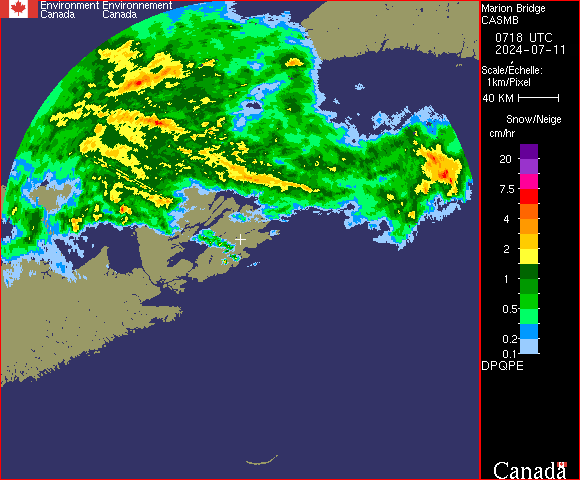 Environment Environnement
Canada Canada
Marion Bridge
CASMB
0718 UTC
2024-07-11
Scale/Échelle:
1km/Pixel
40 KM
Snow/Neige
cm/hr
20
7.5
4
2
1
0.5
0.2
0.1
DPQPE
Canada